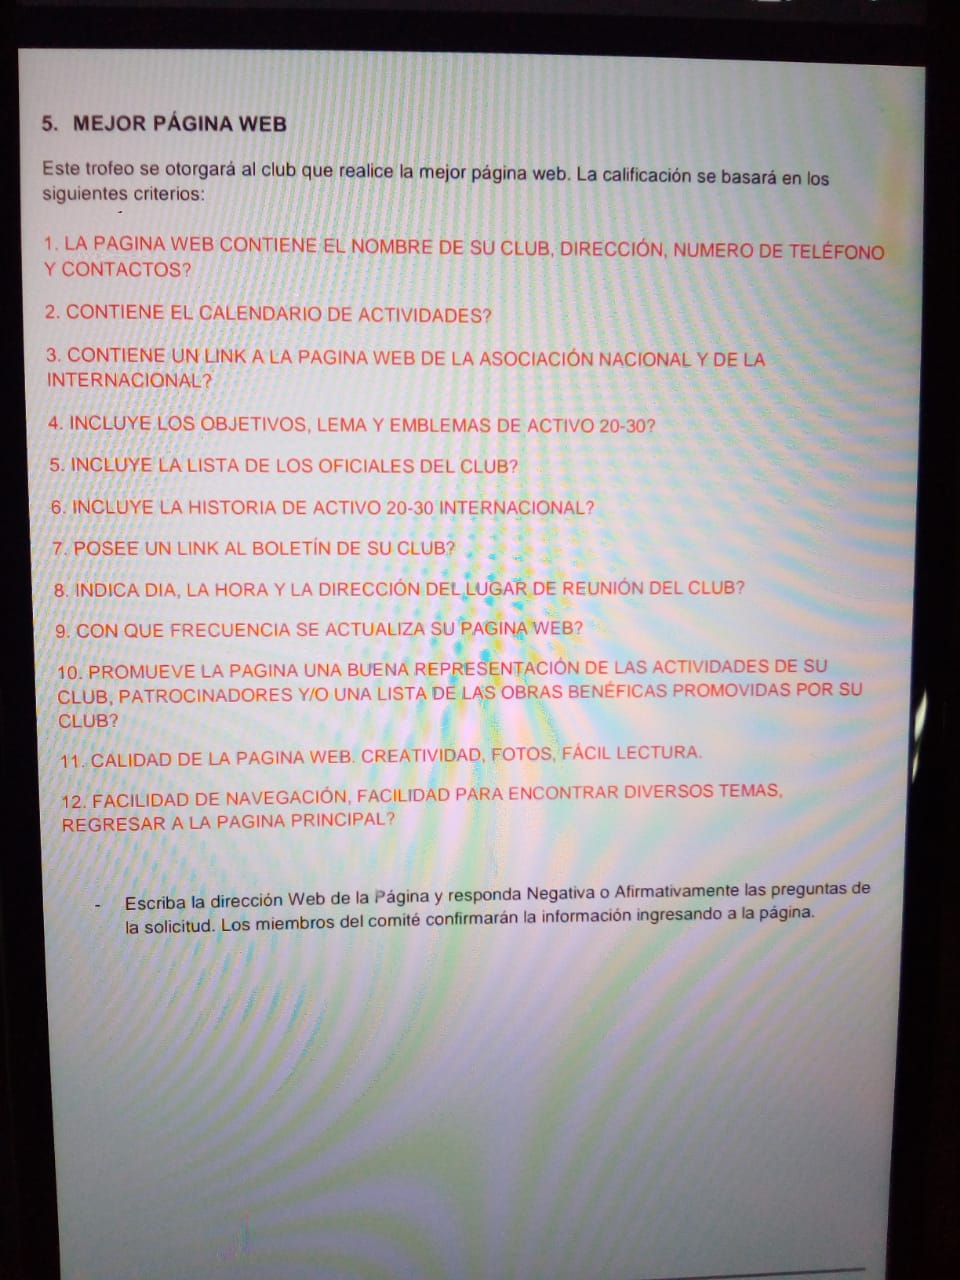 5. MEJOR PÁGINA WEB
Este trofeo se otorgará al club que realice la mejor página web. La calificación se basará en los
siguientes criterios:
1. LA PAGINA WEB CONTIENE EL NOMBRE DE SU CLUB, DIRECCIÓN, NUMERO DE TELÉFONO
Y CONTACTOS?
2. CONTIENE EL CALENDARIO DE ACTIVIDADES?
3. CONTIENE UN LINK A LA PAGINA WEB DE LA ASOCIACIÓN NACIONAL Y DE LA
INTERNACIONAL?
4. INCLUYE LOS OBJETIVOS, LEMA Y EMBLEMAS DE ACTIVO 20-30?
5. INCLUYE LA LISTA DE LOS OFICIALES DEL CLUB?
6. INCLUYE LA HISTORIA DE ACTIVO 20-30 INTERNACIONAL?
7. POSEE UN LINK AL BOLETÍN DE SU CLUB?
8. INDICA DIA, LA HORA Y LA DIRECCIÓN DEL LUGAR DE REUNIÓN DEL CLUB?
9. CON QUE FRECUENCIA SE ACTUALIZA SU PAGINA WEB?
10. PROMUEVE LA PAGINA UNA BUENA REPRESENTACIÓN DE LAS ACTIVIDADES DE SU
CLUB, PATROCINADORES Y/O UNA LISTA DE LAS OBRAS BENÉFICAS PROMOVIDAS POR SU
CLUB?
11. CALIDAD DE LA PAGINA WEB. CREATIVIDAD, FOTOS, FÁCIL LECTURA.
12. FACILIDAD DE NAVEGACIÓN, FACILIDAD PARA ENCONTRAR DIVERSOS TEMAS,
REGRESAR A LA PAGINA PRINCIPAL?
- Escriba la dirección Web de la Página y responda Negativa o Afirmativamente las preguntas de
la solicitud. Los miembros del comité confirmarán la información ingresando a la página.